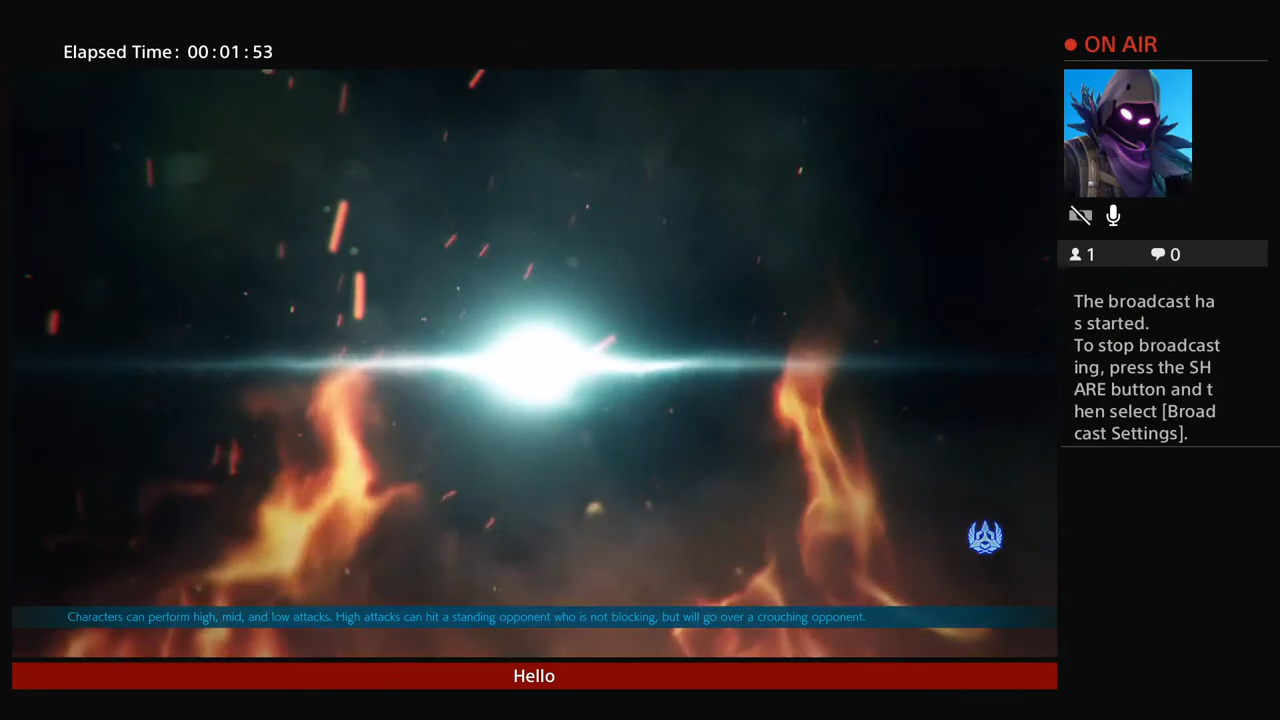 Elapsed Time: 00:01:53
ON AIR
1 0
The broadcast ha
s started.
To stop broadcast
ing, press the SH
ARE button and t
hen select [Broad
cast Settings].
Characters can perform high, mid, and low attacks. High attacks can hit a standing opponent who is not blocking, but will go over a crouching opponent.
Hello